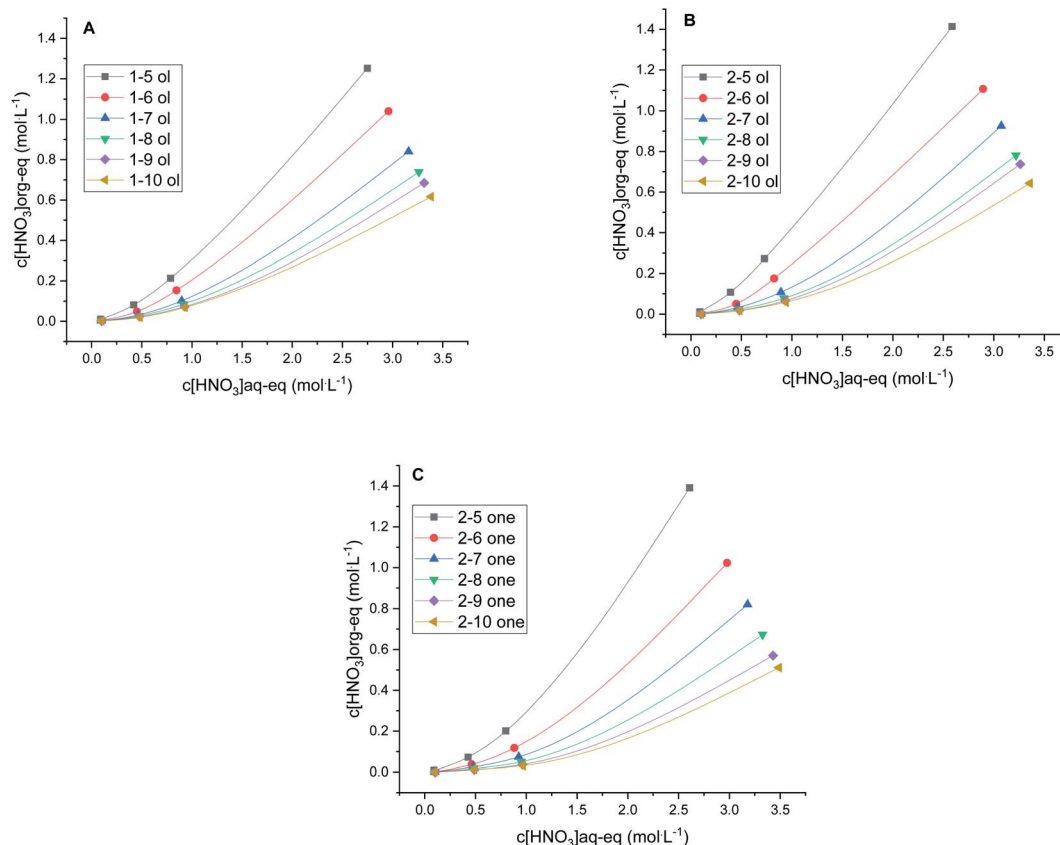 A
1-5 ol
1-6 ol
1-7 ol
1-8 ol
1-9 ol
1-10 ol
c[HNO₃]org-eq (mol·L⁻¹)
1.4
1.2
1.0
0.8
0.6
0.4
0.2
0.0
0.0 0.5 1.0 1.5 2.0 2.5 3.0 3.5
c[HNO₃]aq-eq (mol·L⁻¹)
B
2-5 ol
2-6 ol
2-7 ol
2-8 ol
2-9 ol
2-10 ol
c[HNO₃]org-eq (mol·L⁻¹)
1.4
1.2
1.0
0.8
0.6
0.4
0.2
0.0
0.0 0.5 1.0 1.5 2.0 2.5 3.0 3.5
c[HNO₃]aq-eq (mol·L⁻¹)
C
2-5 one
2-6 one
2-7 one
2-8 one
2-9 one
2-10 one
c[HNO₃]org-eq (mol·L⁻¹)
1.4
1.2
1.0
0.8
0.6
0.4
0.2
0.0
0.0 0.5 1.0 1.5 2.0 2.5 3.0 3.5
c[HNO₃]aq-eq (mol·L⁻¹)